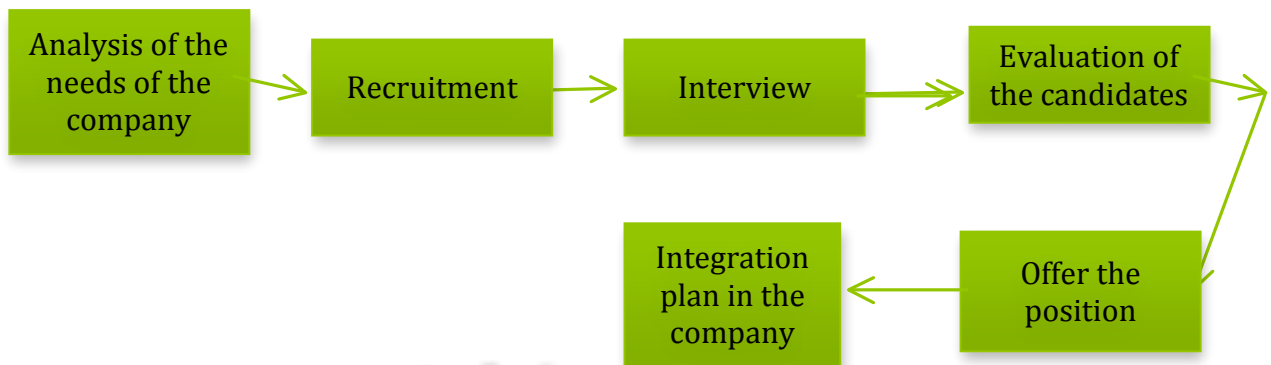 Analysis of the
needs of the
company
Recruitment
Interview
Evaluation of
the candidates
Offer the
position
Integration
plan in the
company